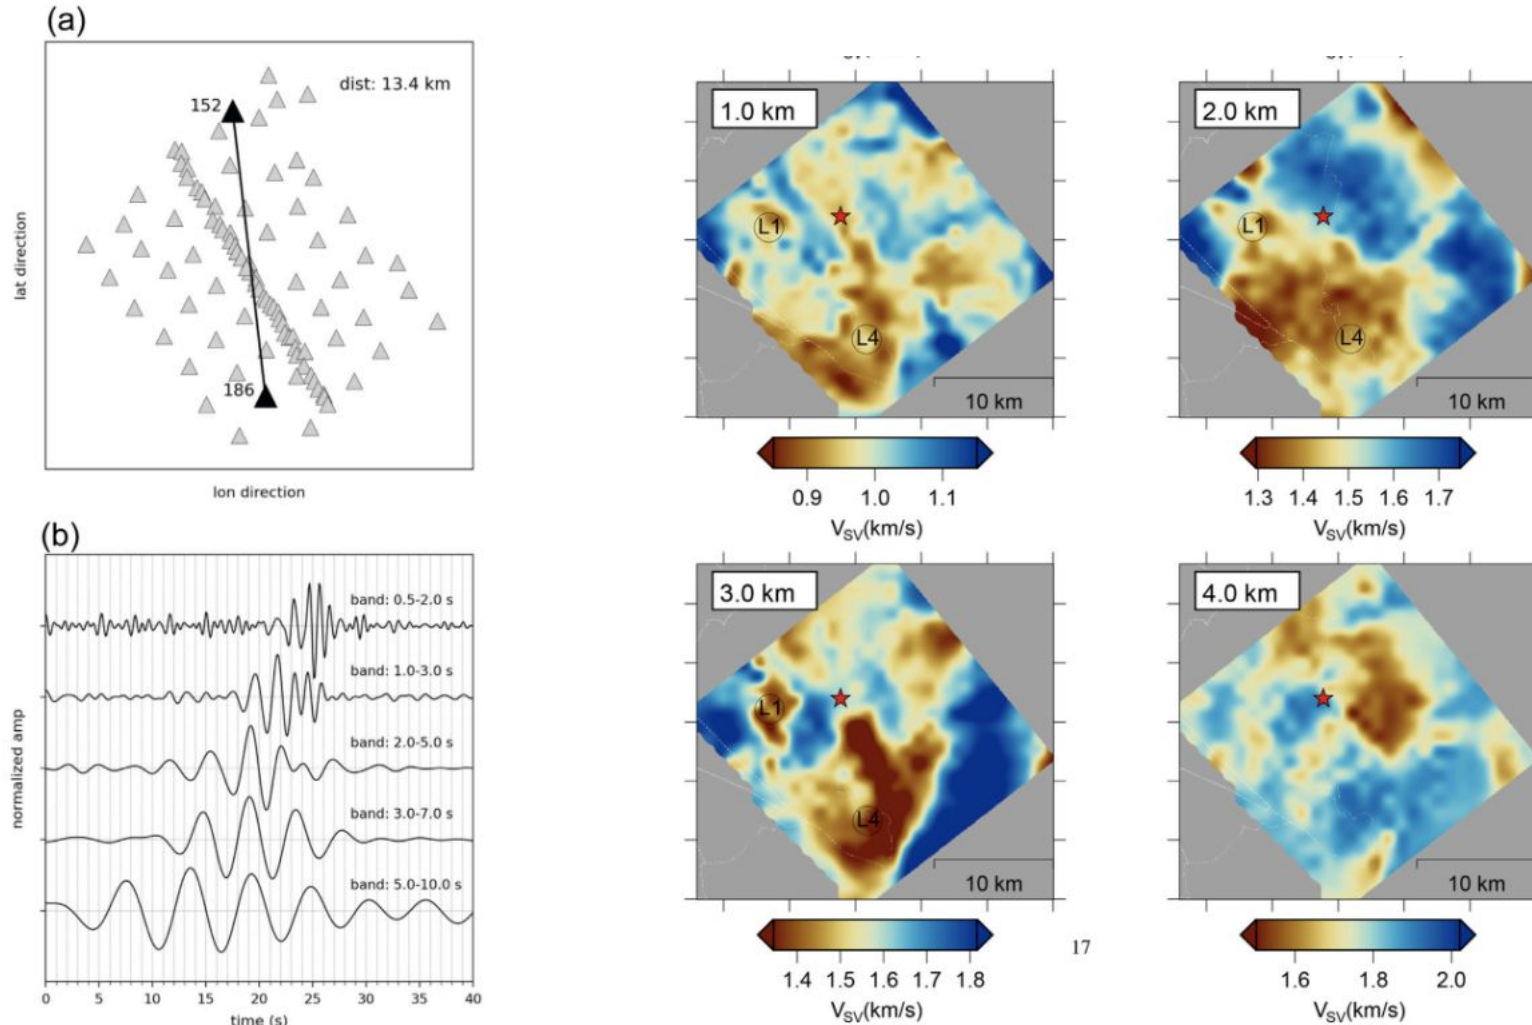 (a)
dist: 13.4 km
152
186
lat direction
lon direction
(b)
band: 0.5-2.0 s
band: 1.0-3.0 s
band: 2.0-5.0 s
band: 3.0-7.0 s
band: 5.0-10.0 s
normalized amp
0 5 10 15 20 25 30 35 40
time (s)
1.0 km
L1
L4
10 km
0.9 1.0 1.1
VSV(km/s)
2.0 km
L1
L4
10 km
1.3 1.4 1.5 1.6 1.7
VSV(km/s)
3.0 km
L1
L4
10 km
1.4 1.5 1.6 1.7 1.8
VSV(km/s)
17
4.0 km
10 km
1.6 1.8 2.0
VSV(km/s)